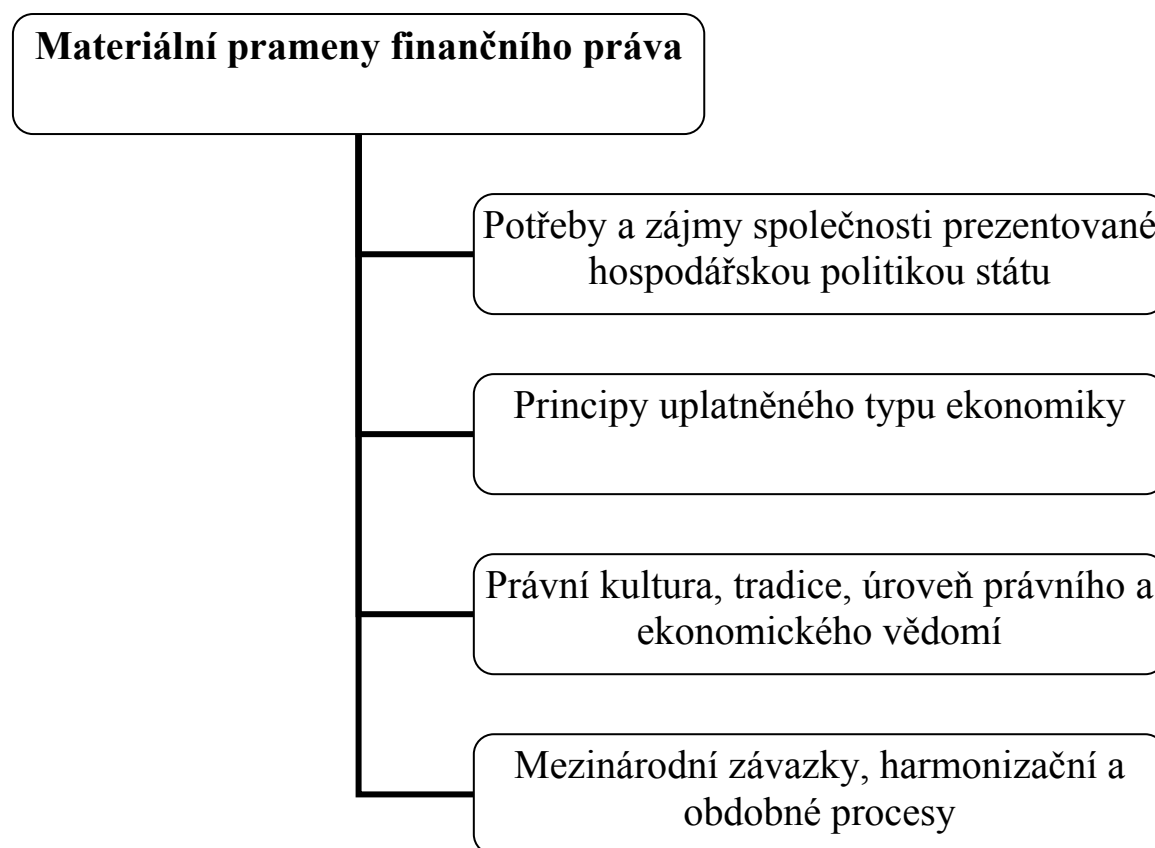 Materiální prameny finančního práva
Potřeby a zájmy společnosti prezentované
hospodářskou politikou státu
Principy uplatněného typu ekonomiky
Právní kultura, tradice, úroveň právního a
ekonomického vědomí
Mezinárodní závazky, harmonizační a
obdobné procesy